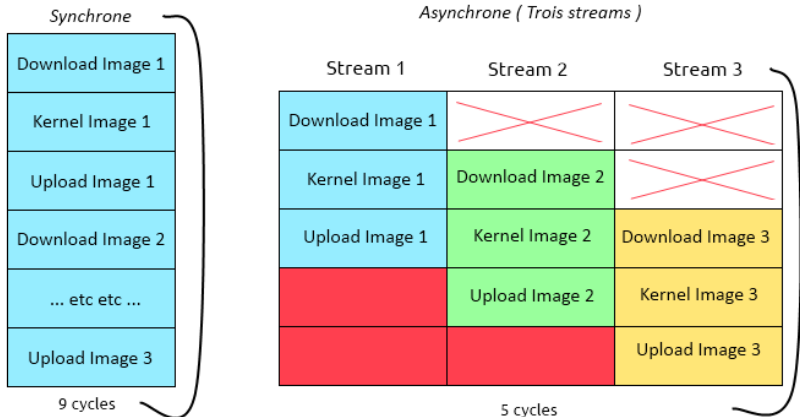 Synchrone
Download Image 1
Kernel Image 1
Upload Image 1
Download Image 2
... etc etc ...
Upload Image 3
9 cycles
Asynchrone ( Trois streams )
Stream 1
Stream 2
Stream 3
Download Image 1
Kernel Image 1
Download Image 2
Upload Image 1
Kernel Image 2
Download Image 3
Upload Image 2
Kernel Image 3
Upload Image 3
5 cycles